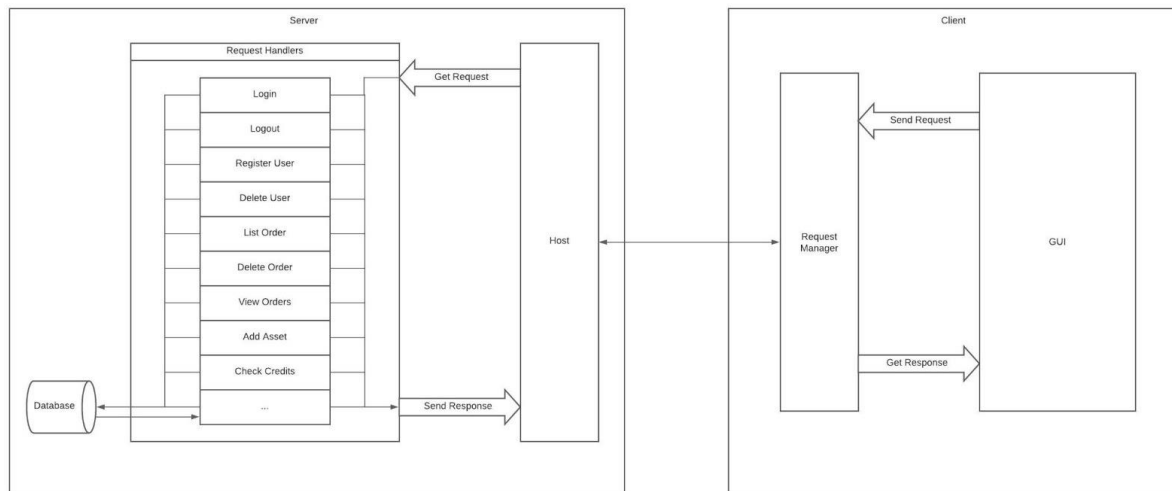 Server
Client
Request Handlers
Get Request
Login
Send Request
Logout
Register User
Delete User
List Order
Host
Request
Manager
GUI
Delete Order
View Orders
Add Asset
Get Response
Check Credits
Database
...
Send Response